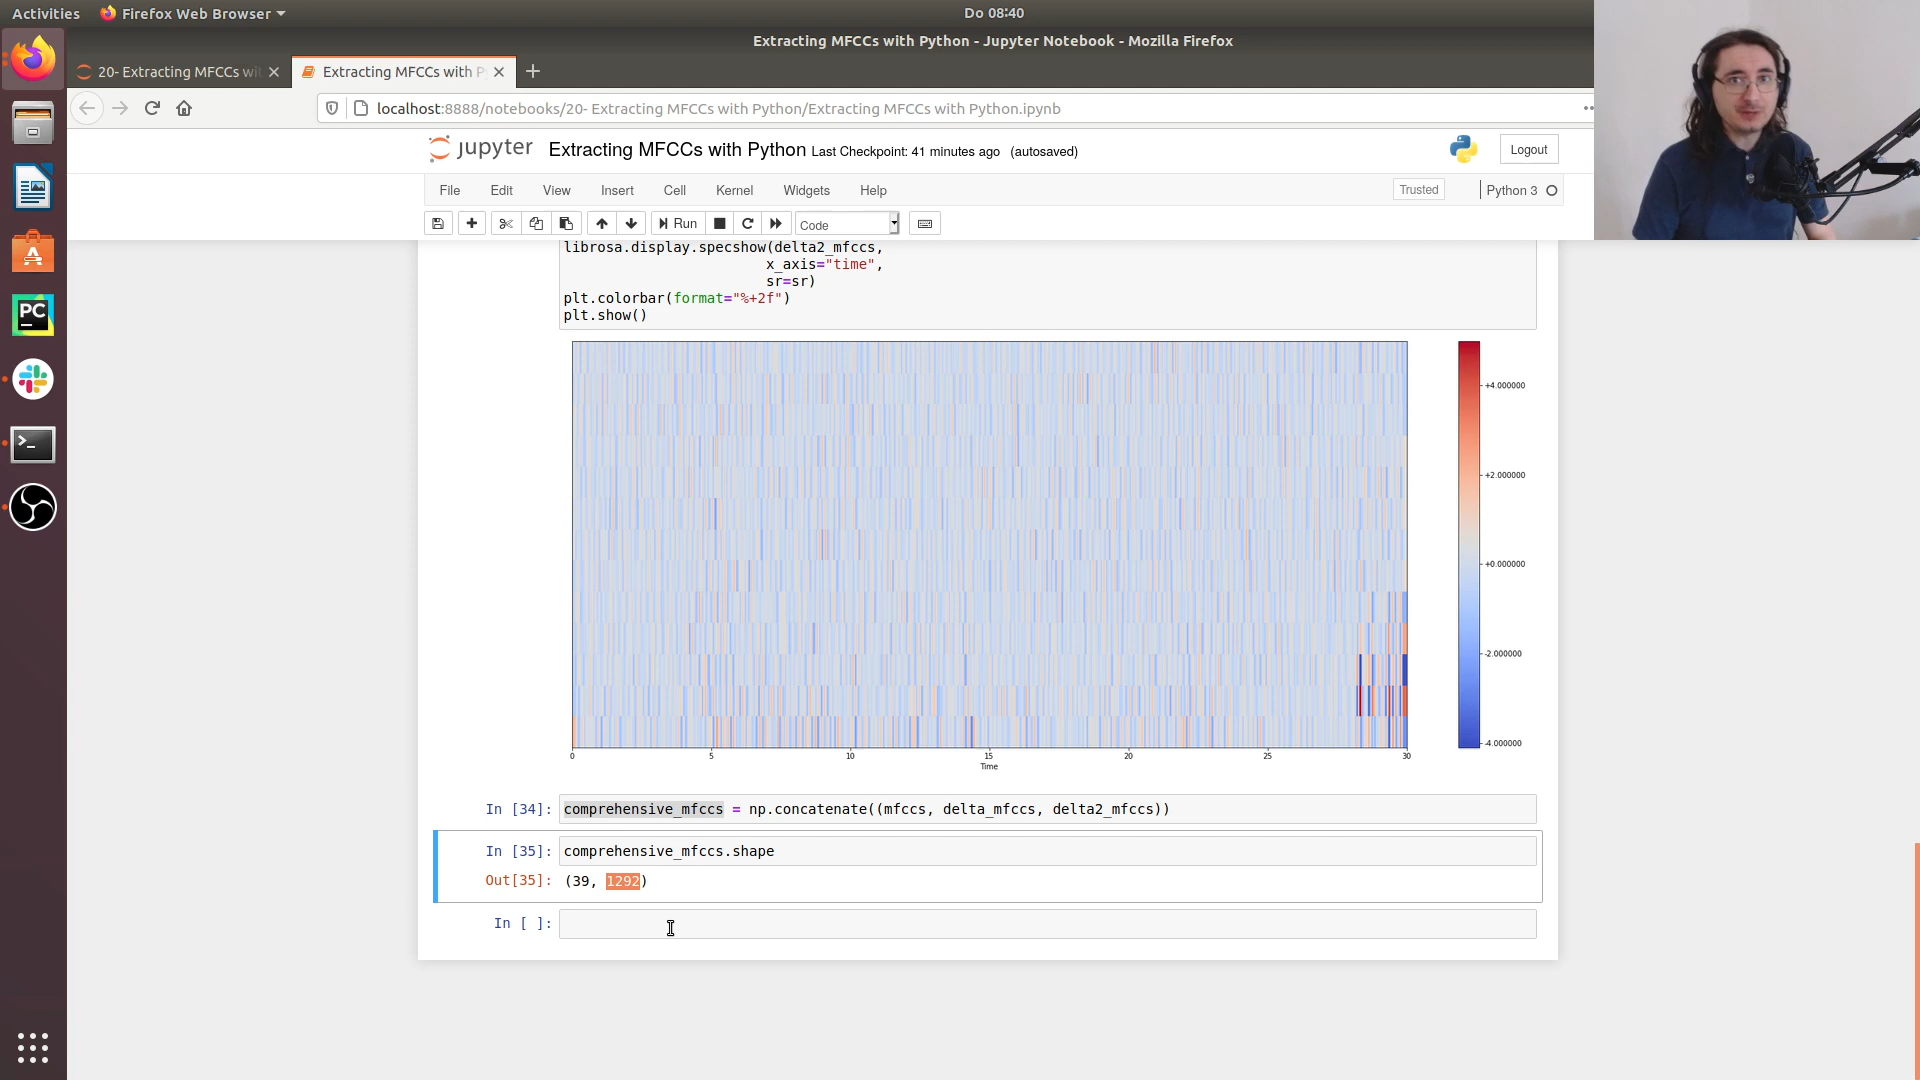 Activities
Firefox Web Browser
Do 08:40
Extracting MFCCs with Python - Jupyter Notebook - Mozilla Firefox
20- Extracting MFCCs wi
Extracting MFCCs with P
localhost:8888/notebooks/20- Extracting MFCCs with Python/Extracting MFCCs with Python.ipynb
jupyter Extracting MFCCs with Python Last Checkpoint: 41 minutes ago (autosaved)
Logout
File Edit View Insert Cell Kernel Widgets Help
Trusted
Python 3
Run
Code
librosa.display.specshow(delta2_mfccs,
x_axis="time",
sr=sr)
plt.colorbar(format="%+2f")
plt.show()
+4.000000
+2.000000
+0.000000
-2.000000
-4.000000
0 5 10 15 20 25 30
Time
In [34]: comprehensive_mfccs = np.concatenate((mfccs, delta_mfccs, delta2_mfccs))
In [35]: comprehensive_mfccs.shape
Out[35]: (39, 1292)
In [ ]:
PC